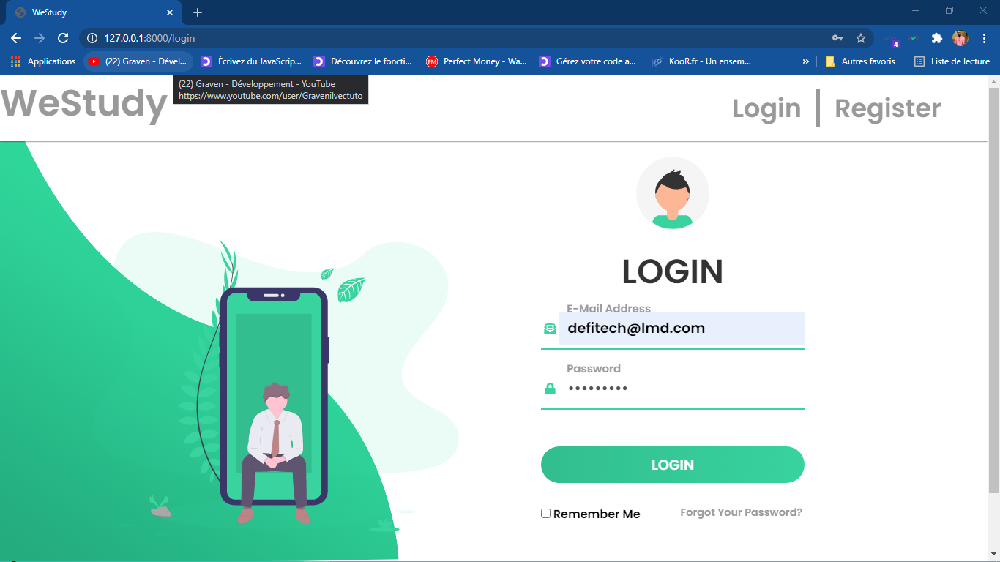 WeStudy
127.0.0.1:8000/login
4
Applications
(22) Graven - Dével...
Écrivez du JavaScrip...
Découvrez le foncti...
PM
Perfect Money - Wa...
Gérez votre code a...
KooR.fr - Un ensem...
»
Autres favoris
Liste de lecture
(22) Graven - Développement - YouTube
https://www.youtube.com/user/Gravenilvectuto
WeStudy
Login
Register
LOGIN
E-Mail Address
defitech@lmd.com
Password
•••••••••
LOGIN
Remember Me
Forgot Your Password?